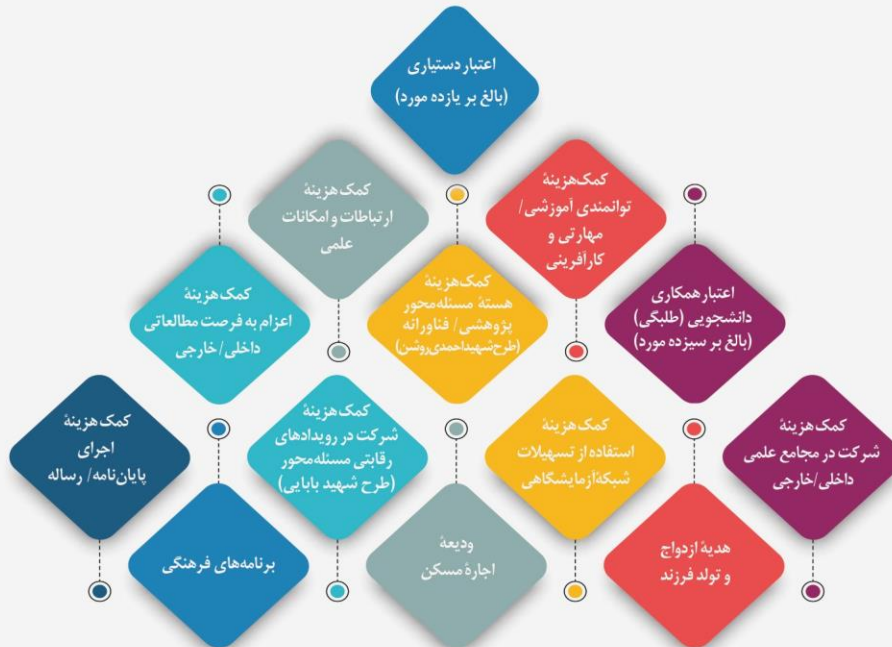 اعتبار دستیاری
(بالغ بر یازده مورد)
کمک‌هزینهٔ
توانمندی آموزشی/
مهارتی و
کارآفرینی
کمک‌هزینهٔ
ارتباطات و امکانات
علمی
اعتبار همکاری
دانشجویی (طلبگی)
(بالغ بر سیزده مورد)
کمک‌هزینهٔ
هستهٔ مسئله‌محور
پژوهشی/ فناورانه
(طرح شهید احمدی‌روشن)
کمک‌هزینهٔ
اعزام به فرصت مطالعاتی
داخلی/خارجی
کمک‌هزینهٔ
شرکت در مجامع علمی
داخلی/خارجی
کمک‌هزینهٔ
استفاده از تسهیلات
شبکه‌آزمایشگاهی
کمک‌هزینهٔ
شرکت در رویدادهای
رقابتی مسئله‌محور
(طرح شهید بابایی)
کمک‌هزینهٔ
اجرای
پایان‌نامه/ رساله
هدیهٔ ازدواج
و تولد فرزند
ودیعهٔ
اجارهٔ مسکن
برنامه‌های فرهنگی